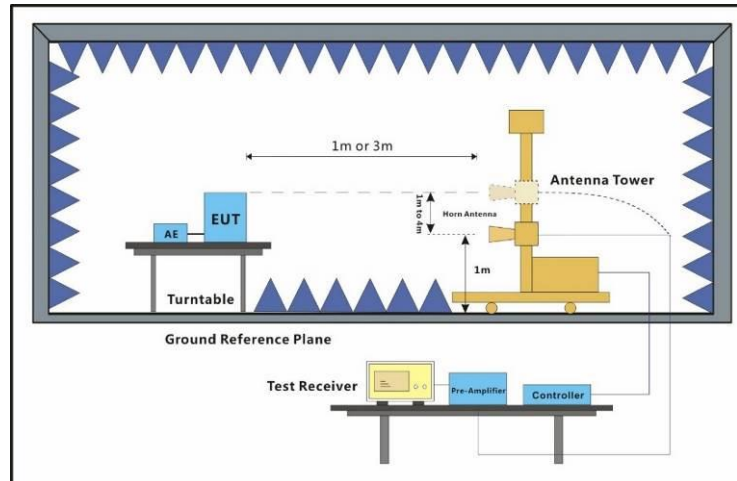 1m or 3m
Antenna Tower
1m to 4m
Horn Antenna
EUT
AE
1m
Turntable
Ground Reference Plane
Test Receiver
Pre-Amplifier
Controller